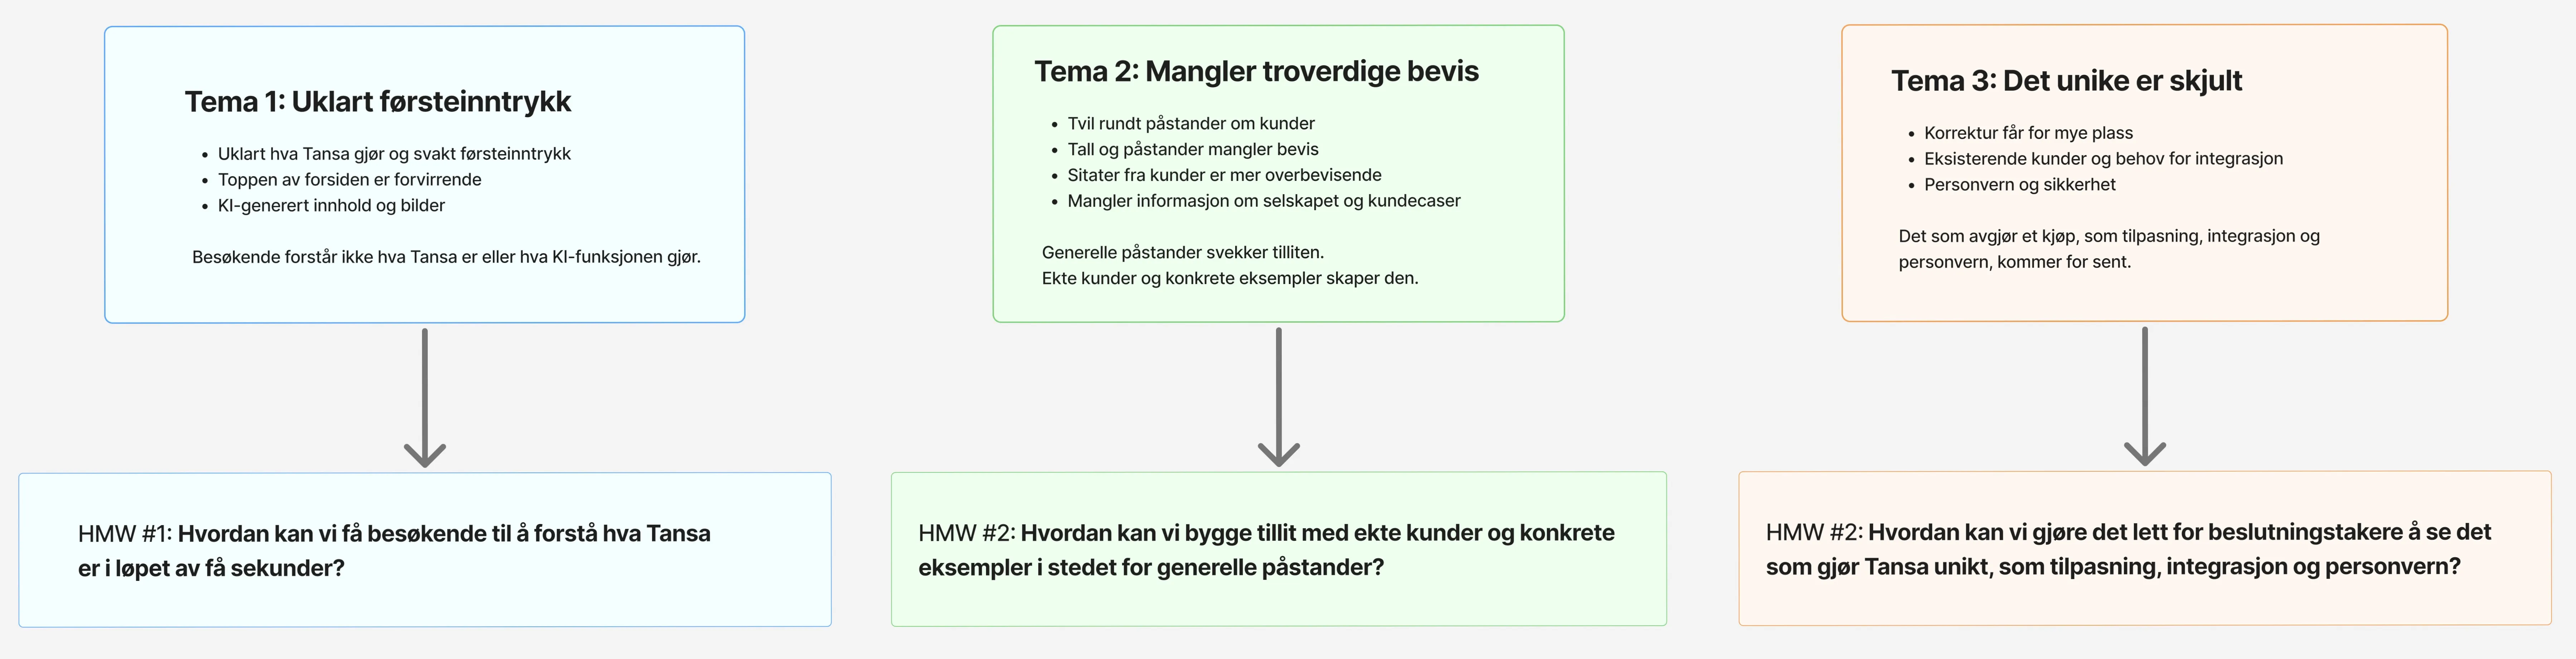 Tema 1: Uklart førsteinntrykk
• Uklart hva Tansa gjør og svakt førsteinntrykk
• Toppen av forsiden er forvirrende
• KI-generert innhold og bilder
Besøkende forstår ikke hva Tansa er eller hva KI-funksjonen gjør.
HMW #1: Hvordan kan vi få besøkende til å forstå hva Tansa
er i løpet av få sekunder?
Tema 2: Mangler troverdige bevis
• Tvil rundt påstander om kunder
• Tall og påstander mangler bevis
• Sitater fra kunder er mer overbevisende
• Mangler informasjon om selskapet og kundecaser
Generelle påstander svekker tilliten.
Ekte kunder og konkrete eksempler skaper den.
HMW #2: Hvordan kan vi bygge tillit med ekte kunder og konkrete
eksempler i stedet for generelle påstander?
Tema 3: Det unike er skjult
• Korrektur får for mye plass
• Eksisterende kunder og behov for integrasjon
• Personvern og sikkerhet
Det som avgjør et kjøp, som tilpasning, integrasjon og
personvern, kommer for sent.
HMW #2: Hvordan kan vi gjøre det lett for beslutningstakere å se det
som gjør Tansa unikt, som tilpasning, integrasjon og personvern?